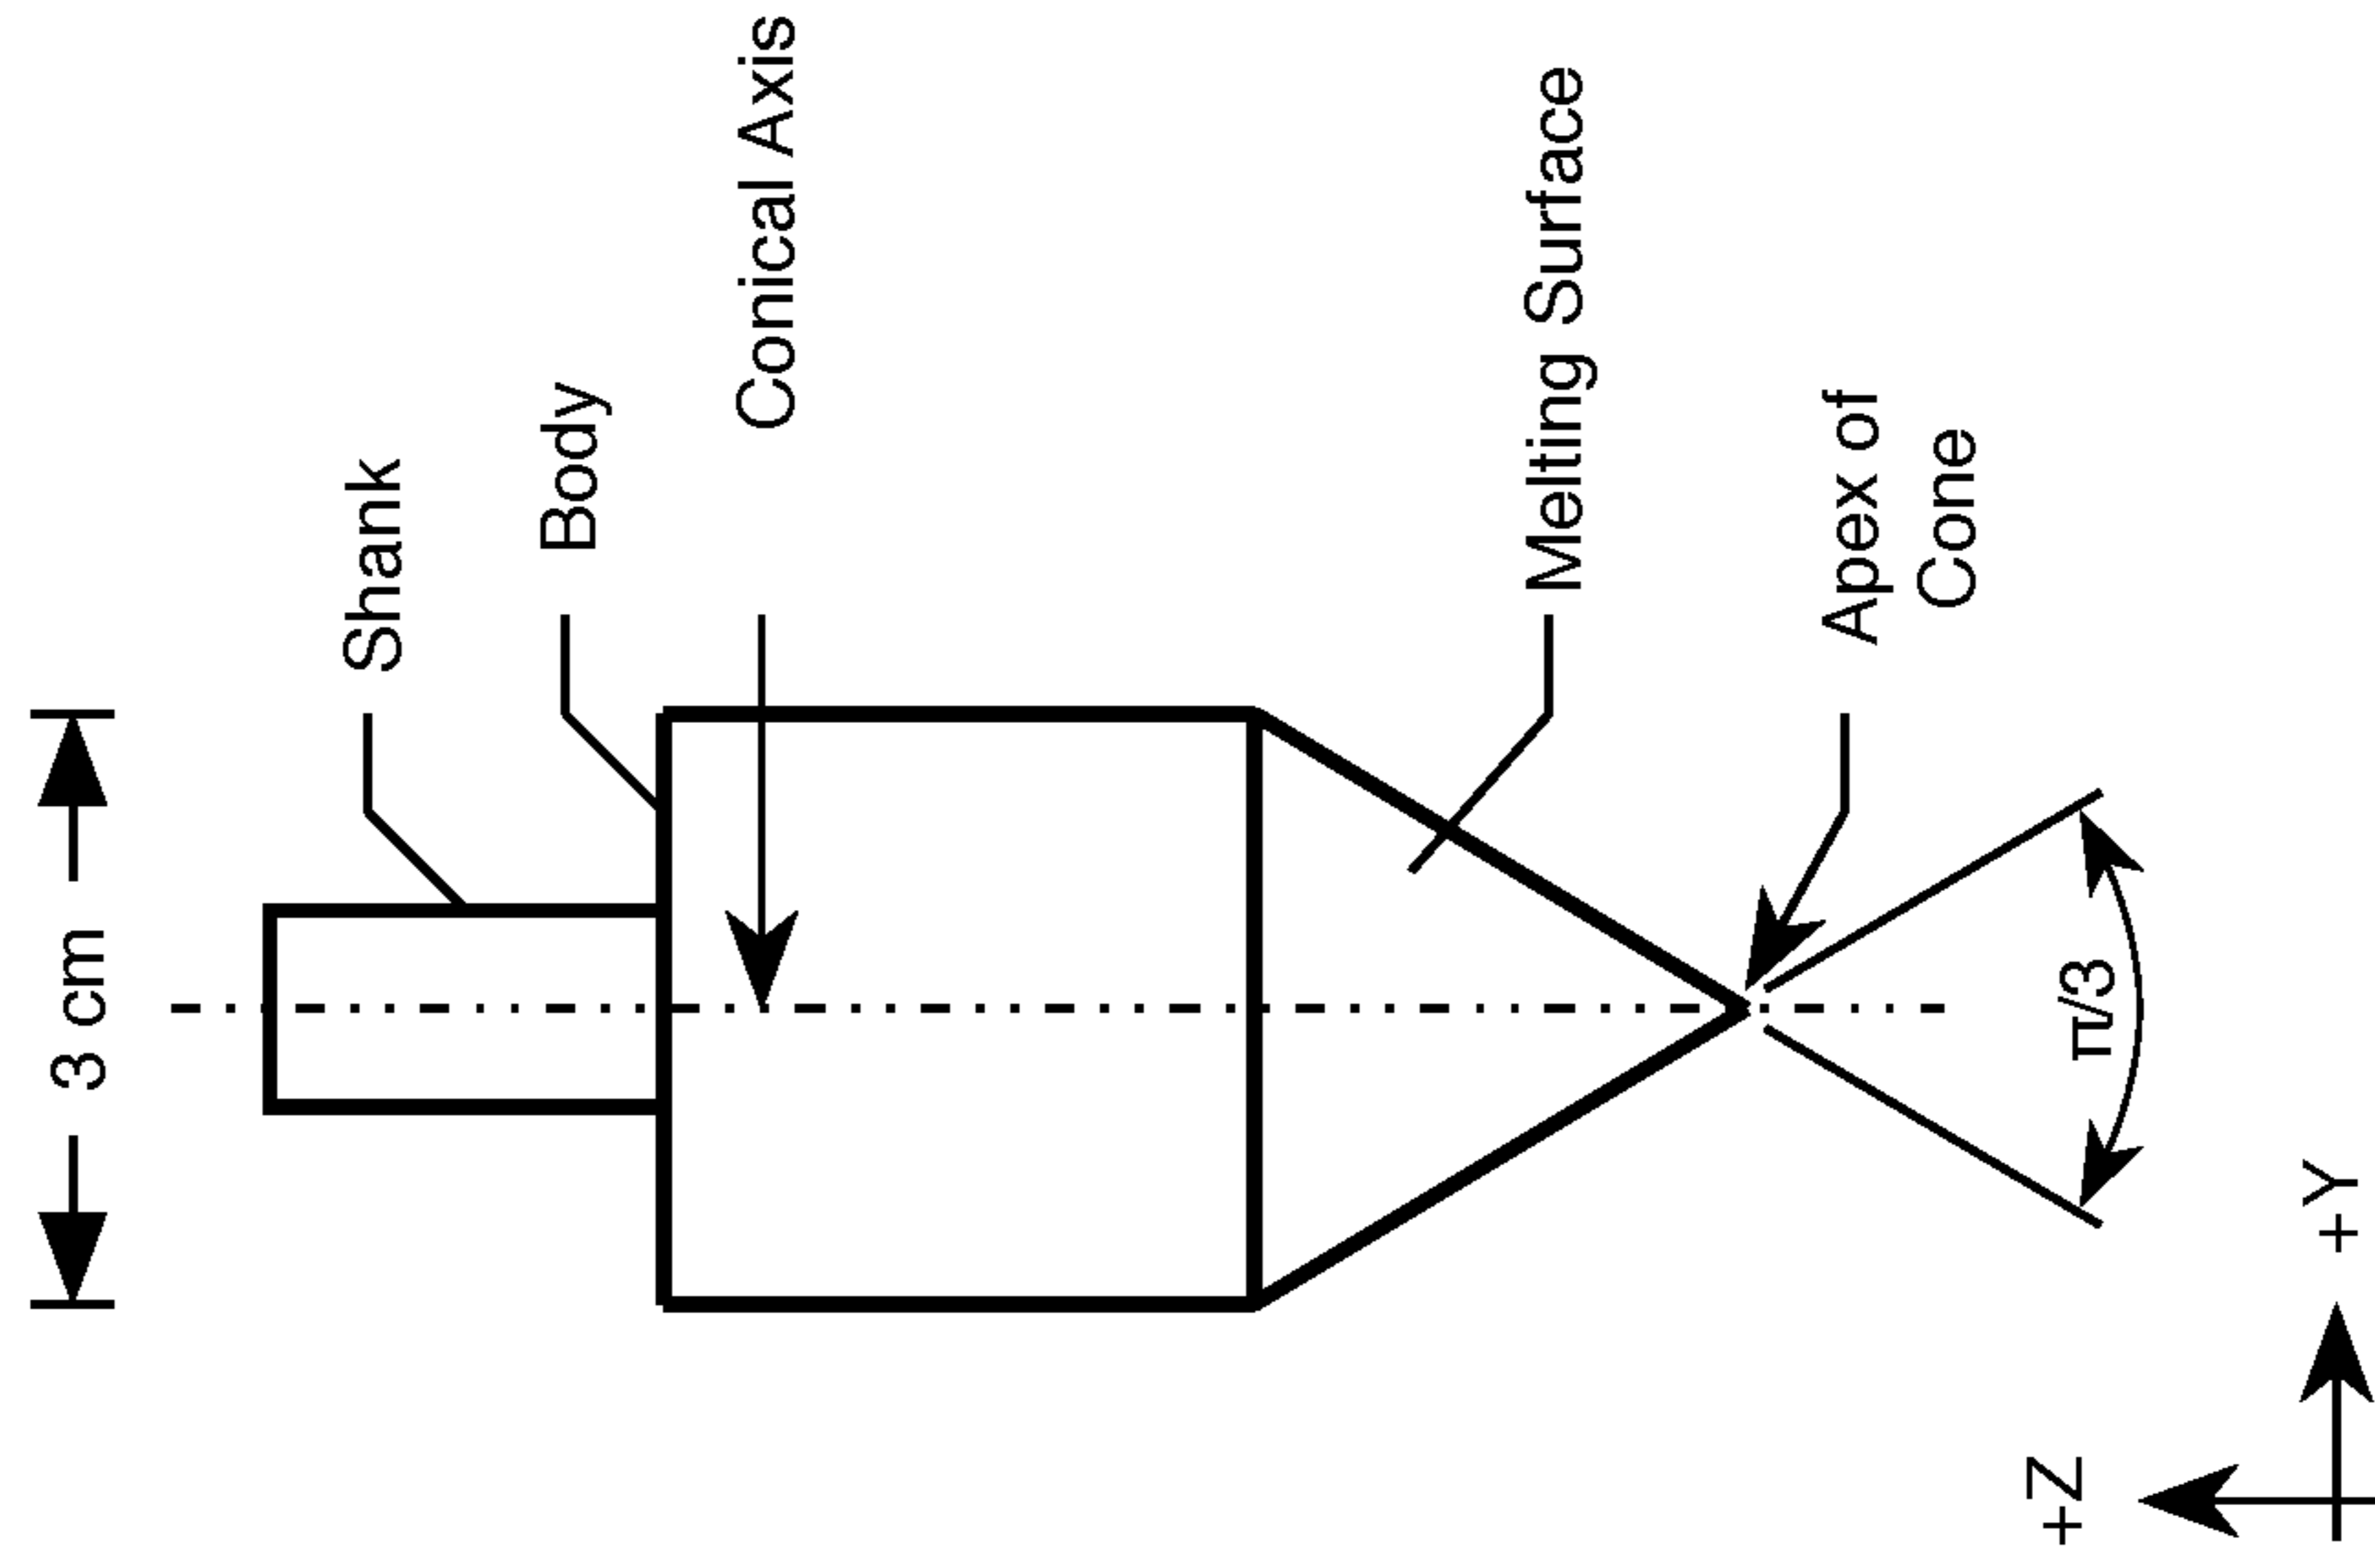 3 cm
Shank
Body
Conical Axis
Melting Surface
Apex of
Cone
π/3
+Z
+Y